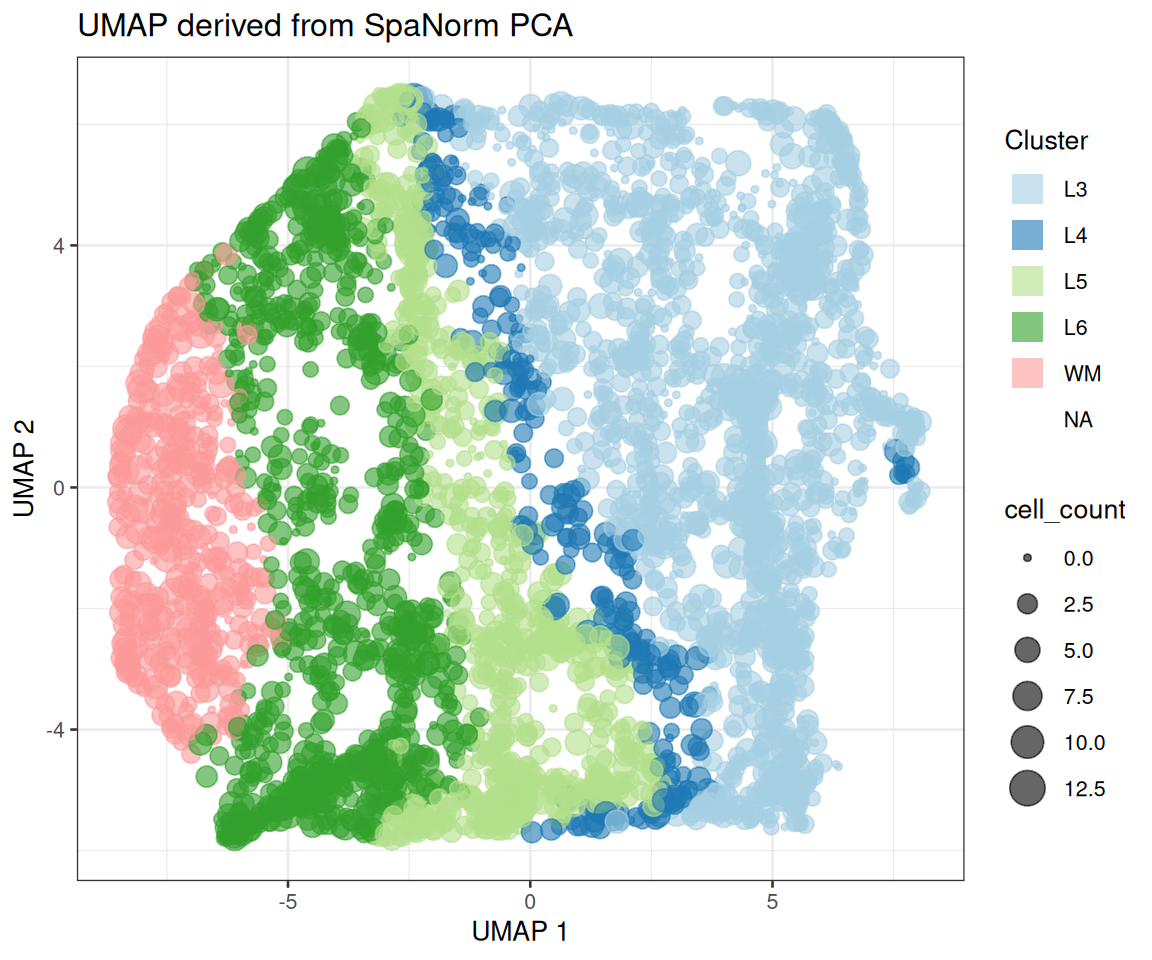 UMAP derived from SpaNorm PCA
UMAP 2
4
0
-4
-5
0
5
UMAP 1
Cluster
L3
L4
L5
L6
WM
NA
cell_count
0.0
2.5
5.0
7.5
10.0
12.5